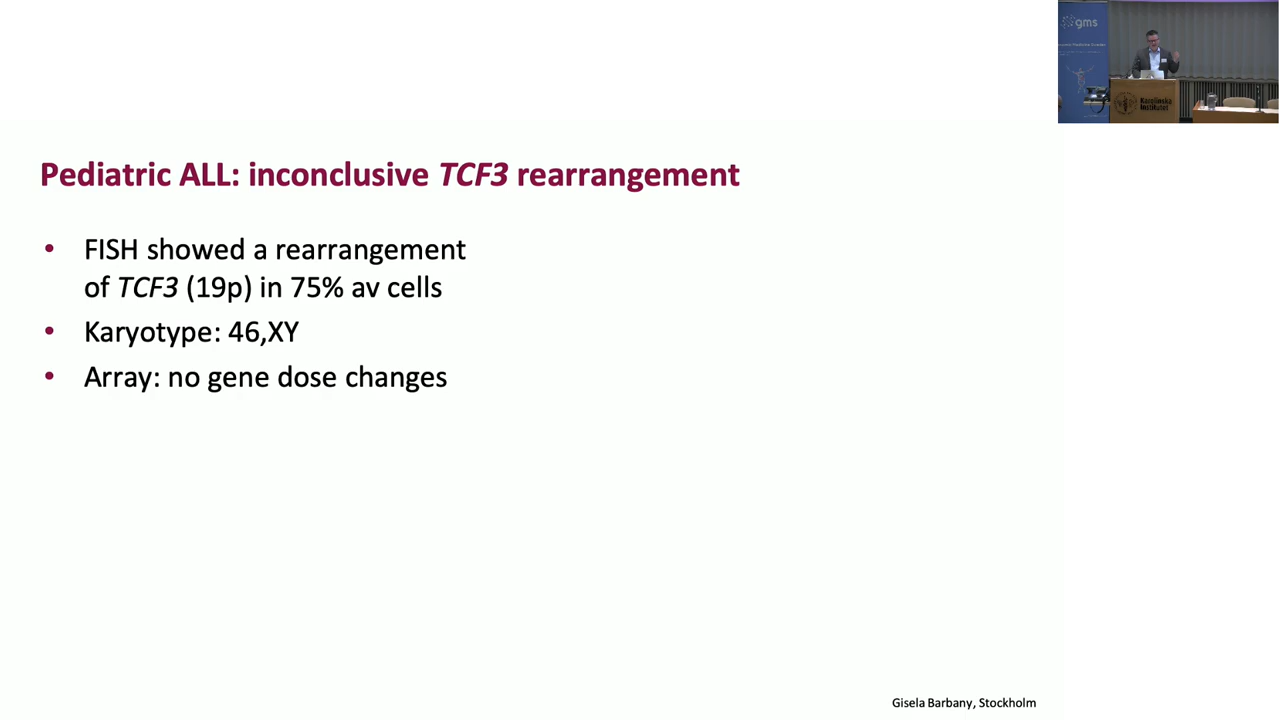 gms
Karolinska
Institutet
Pediatric ALL: inconclusive TCF3 rearrangement
• FISH showed a rearrangement
of TCF3 (19p) in 75% av cells
• Karyotype: 46,XY
• Array: no gene dose changes
Gisela Barbany, Stockholm